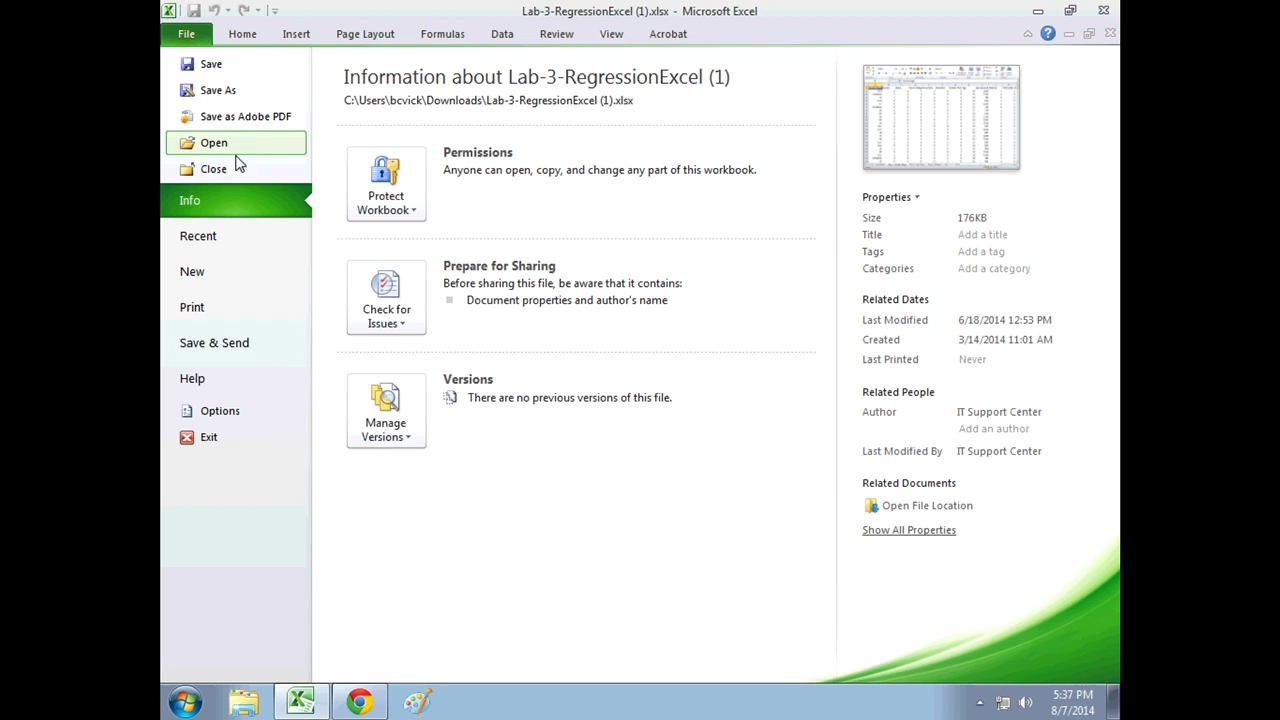 Lab-3-RegressionExcel (1).xlsx - Microsoft Excel
File Home Insert Page Layout Formulas Data Review View Acrobat
Save
Save As
Save as Adobe PDF
Open
Close
Info
Recent
New
Print
Save & Send
Help
Options
Exit
Information about Lab-3-RegressionExcel (1)
C:\Users\bcvick\Downloads\Lab-3-RegressionExcel (1).xlsx
Protect
Workbook
Permissions
Anyone can open, copy, and change any part of this workbook.
Check for
Issues
Prepare for Sharing
Before sharing this file, be aware that it contains:
Document properties and author's name
Manage
Versions
Versions
There are no previous versions of this file.
Properties
Size 176KB
Title Add a title
Tags Add a tag
Categories Add a category
Related Dates
Last Modified 6/18/2014 12:53 PM
Created 3/14/2014 11:01 AM
Last Printed Never
Related People
Author IT Support Center
Add an author
Last Modified By IT Support Center
Related Documents
Open File Location
Show All Properties
5:37 PM
8/7/2014